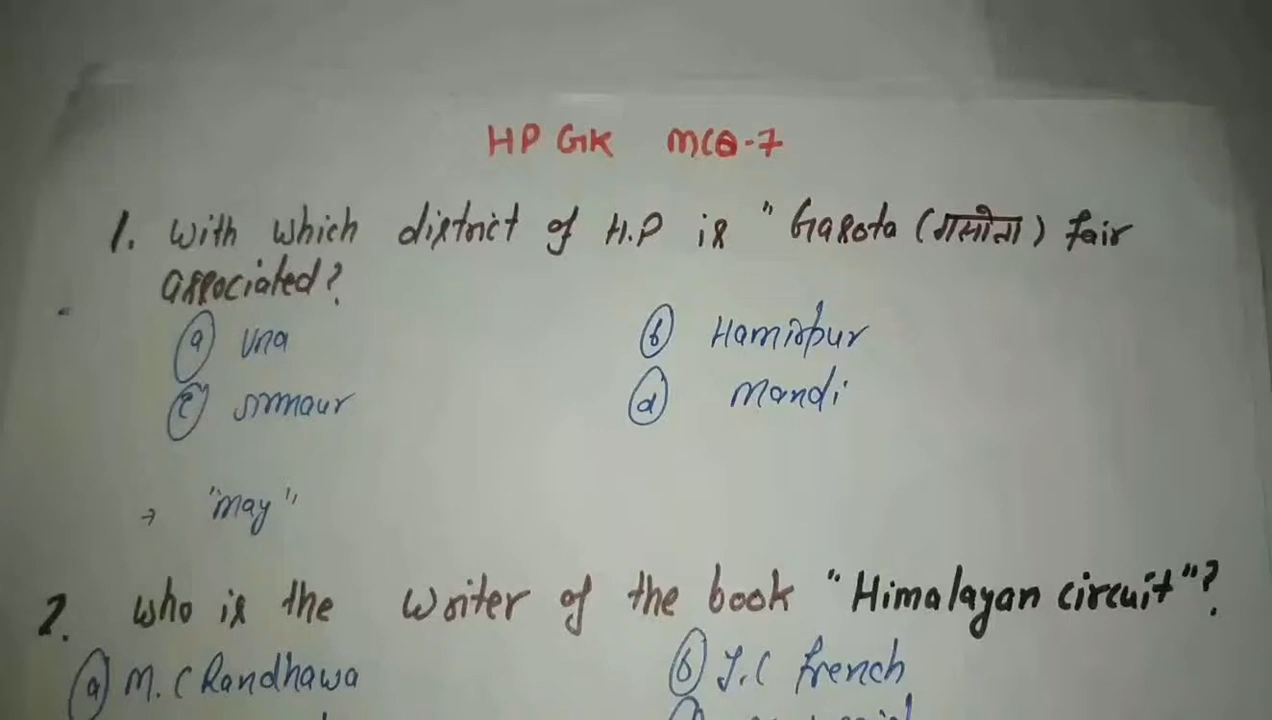 HP GK MCQ-7
1. With which district of H.P is "Gasota (गसोता) fair
associated?
(a) Una (b) Hamirpur
(c) Sirmaur (d) Mandi
→ "may"
2. Who is the writer of the book "Himalayan circuit"?
(a) M.C Randhawa (b) J.C French